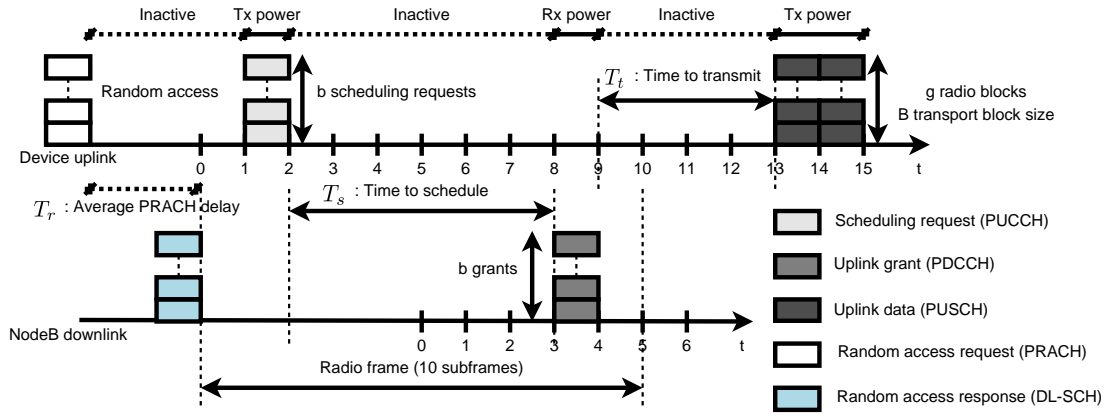 Inactive Tx power Inactive Rx power Inactive Tx power
Random access
b scheduling requests
T_t : Time to transmit
g radio blocks
B transport block size
Device uplink
0 1 2 3 4 5 6 7 8 9 10 11 12 13 14 15 t
T_r : Average PRACH delay
T_s : Time to schedule
b grants
NodeB downlink
0 1 2 3 4 5 6 t
Radio frame (10 subframes)
Scheduling request (PUCCH)
Uplink grant (PDCCH)
Uplink data (PUSCH)
Random access request (PRACH)
Random access response (DL-SCH)